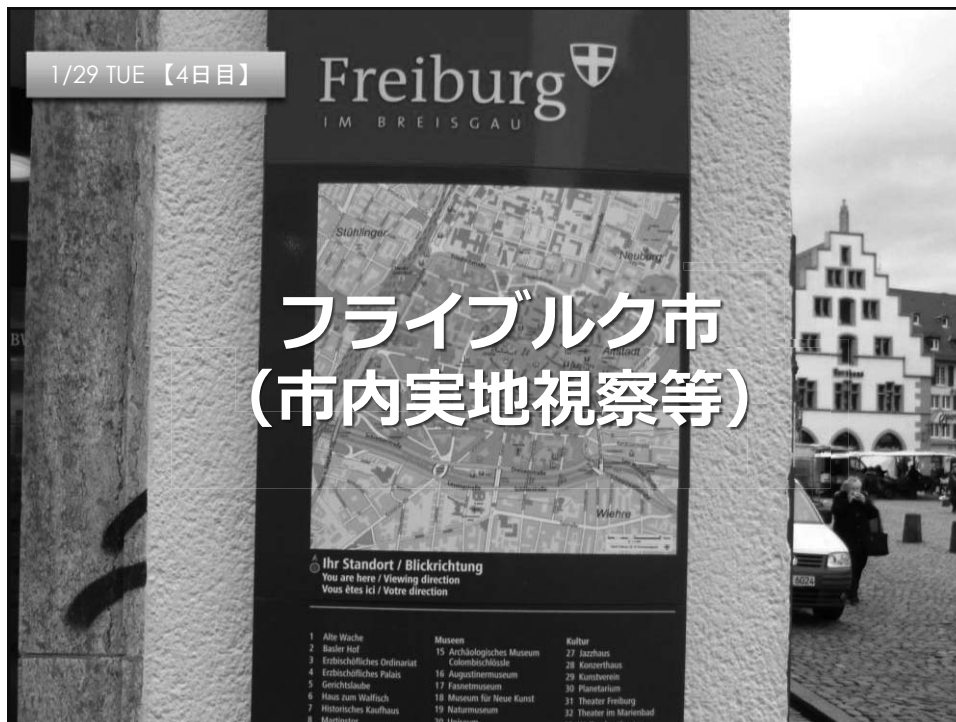 1/29 TUE 【4日目】
Freiburg
IM BREISGAU
Stühlinger
Neuburg
フライブルク市
Altstadt
（市内実地視察等）
Wiehre
Ihr Standort / Blickrichtung
You are here / Viewing direction
Vous êtes ici / Votre direction
1 Alte Wache
2 Basler Hof
3 Erzbischöfliches Ordinariat
4 Erzbischöfliches Palais
5 Gerichtslaube
6 Haus zum Walfisch
7 Historisches Kaufhaus
8 Martinstor
Museen
15 Archäologisches Museum
Colombischlössle
16 Augustinermuseum
17 Fasnetmuseum
18 Museum für Neue Kunst
19 Naturmuseum
Kultur
27 Jazzhaus
28 Konzerthaus
29 Kunstverein
30 Planetarium
31 Theater Freiburg
32 Theater im Marienbad